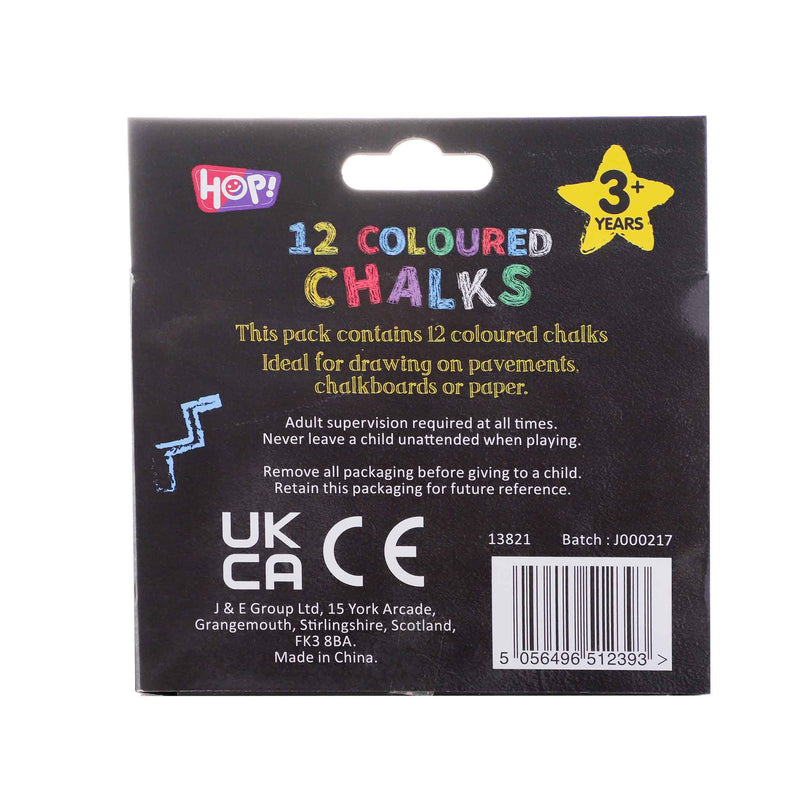 HOP!
3+
YEARS
12 COLOURED
CHALKS
This pack contains 12 coloured chalks
Ideal for drawing on pavements,
chalkboards or paper.
Adult supervision required at all times.
Never leave a child unattended when playing.
Remove all packaging before giving to a child.
Retain this packaging for future reference.
UK
CA
CE
13821 Batch : J000217
J & E Group Ltd, 15 York Arcade,
Grangemouth, Stirlingshire, Scotland,
FK3 8BA.
Made in China.
5 056496 512393 >